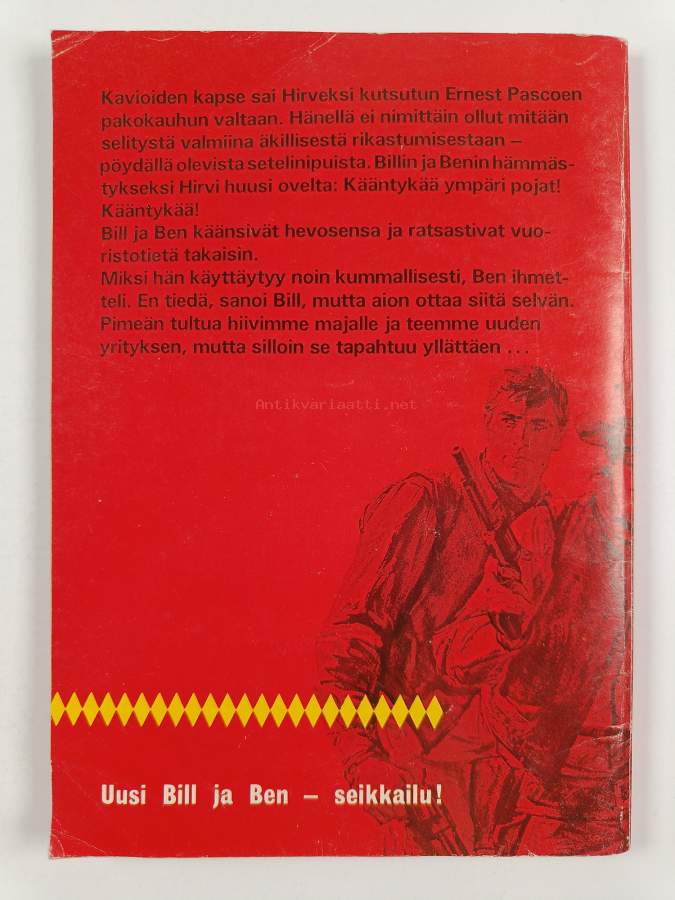 Kavioiden kapse sai Hirveksi kutsutun Ernest Pascoen
pakokauhun valtaan. Hänellä ei nimittäin ollut mitään
selitystä valmiina äkillisestä rikastumisestaan –
pöydällä olevista setelinipuista. Billin ja Benin hämmäs-
tykseksi Hirvi huusi ovelta: Kääntykää ympäri pojat!
Kääntykää!
Bill ja Ben käänsivät hevosensa ja ratsastivat vuo-
ristotietä takaisin.
Miksi hän käyttäytyy noin kummallisesti, Ben ihmet-
teli. En tiedä, sanoi Bill, mutta aion ottaa siitä selvän.
Pimeän tultua hiivimme majalle ja teemme uuden
yrityksen, mutta silloin se tapahtuu yllättäen ...
Antikvariaatti.net
Uusi Bill ja Ben – seikkailu!